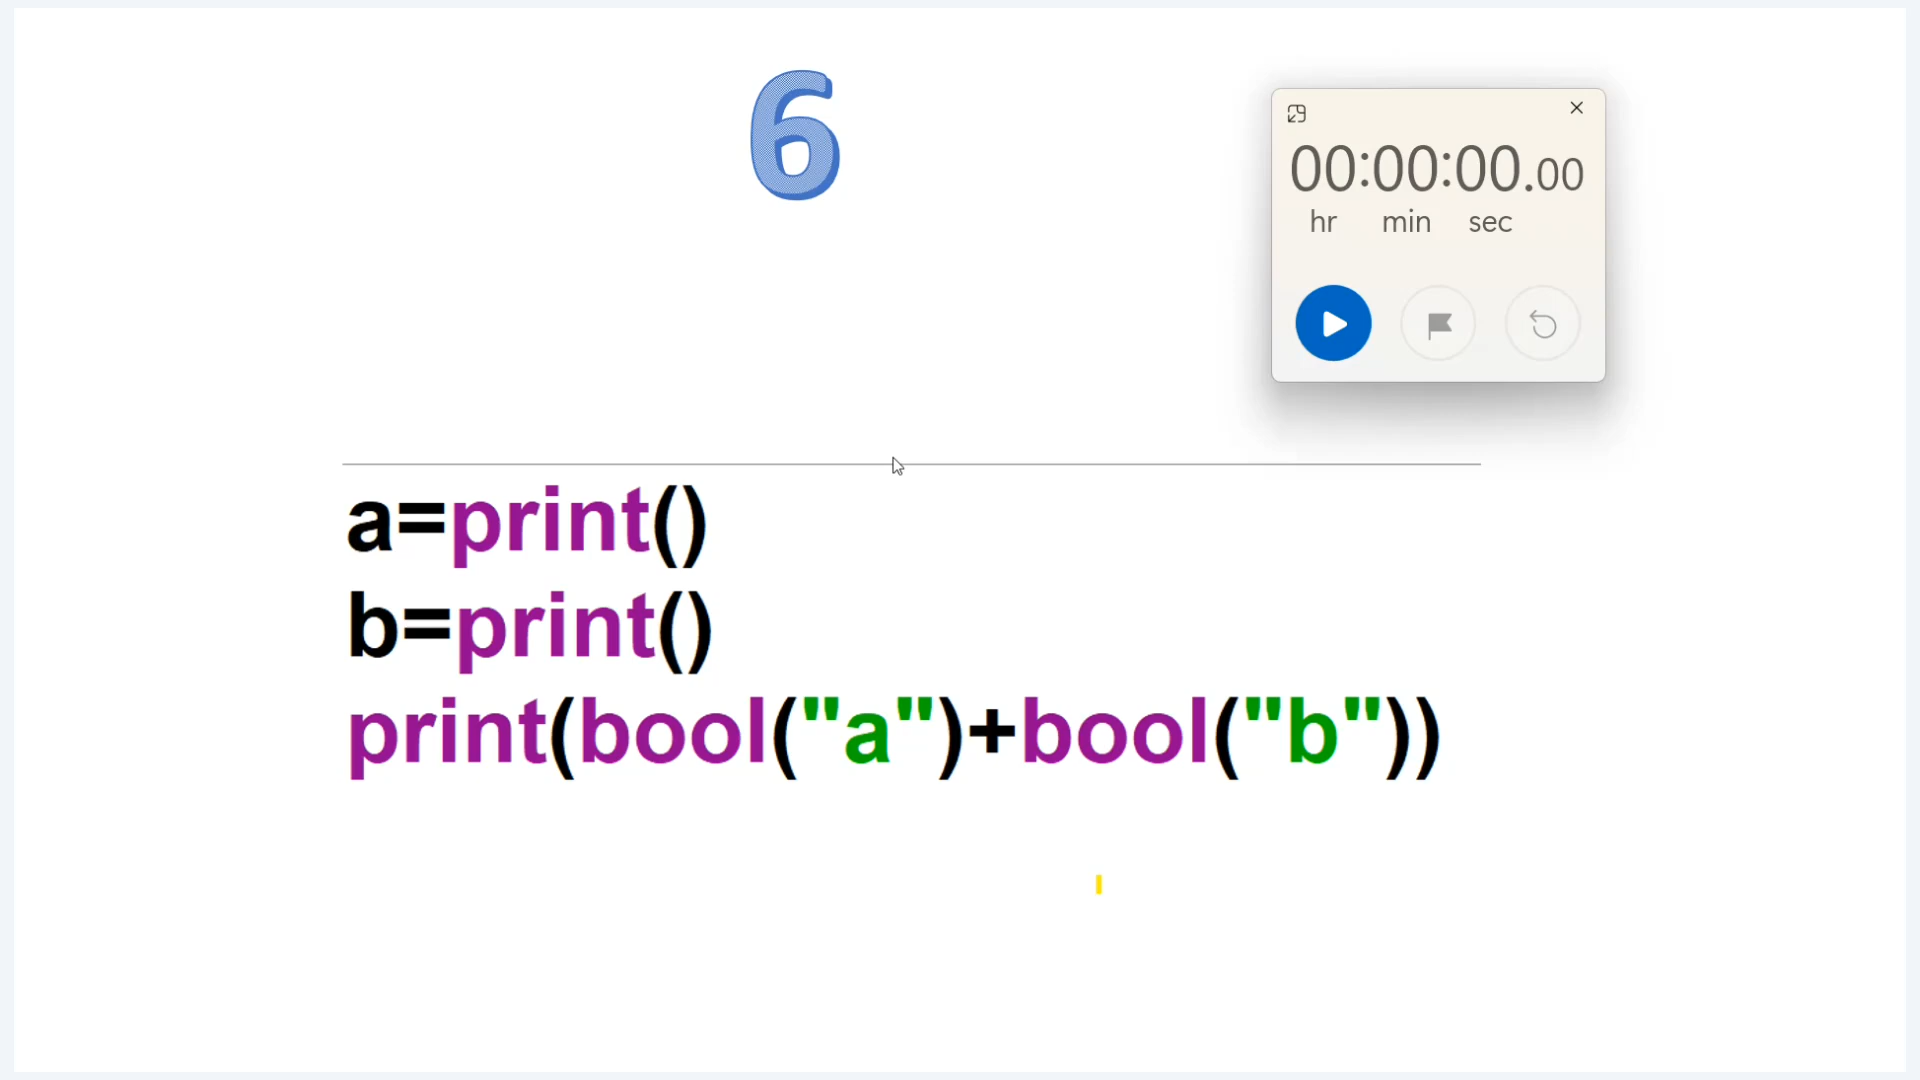 6
00:00:00.00
hr min sec
a=print()
b=print()
print(bool("a")+bool("b"))